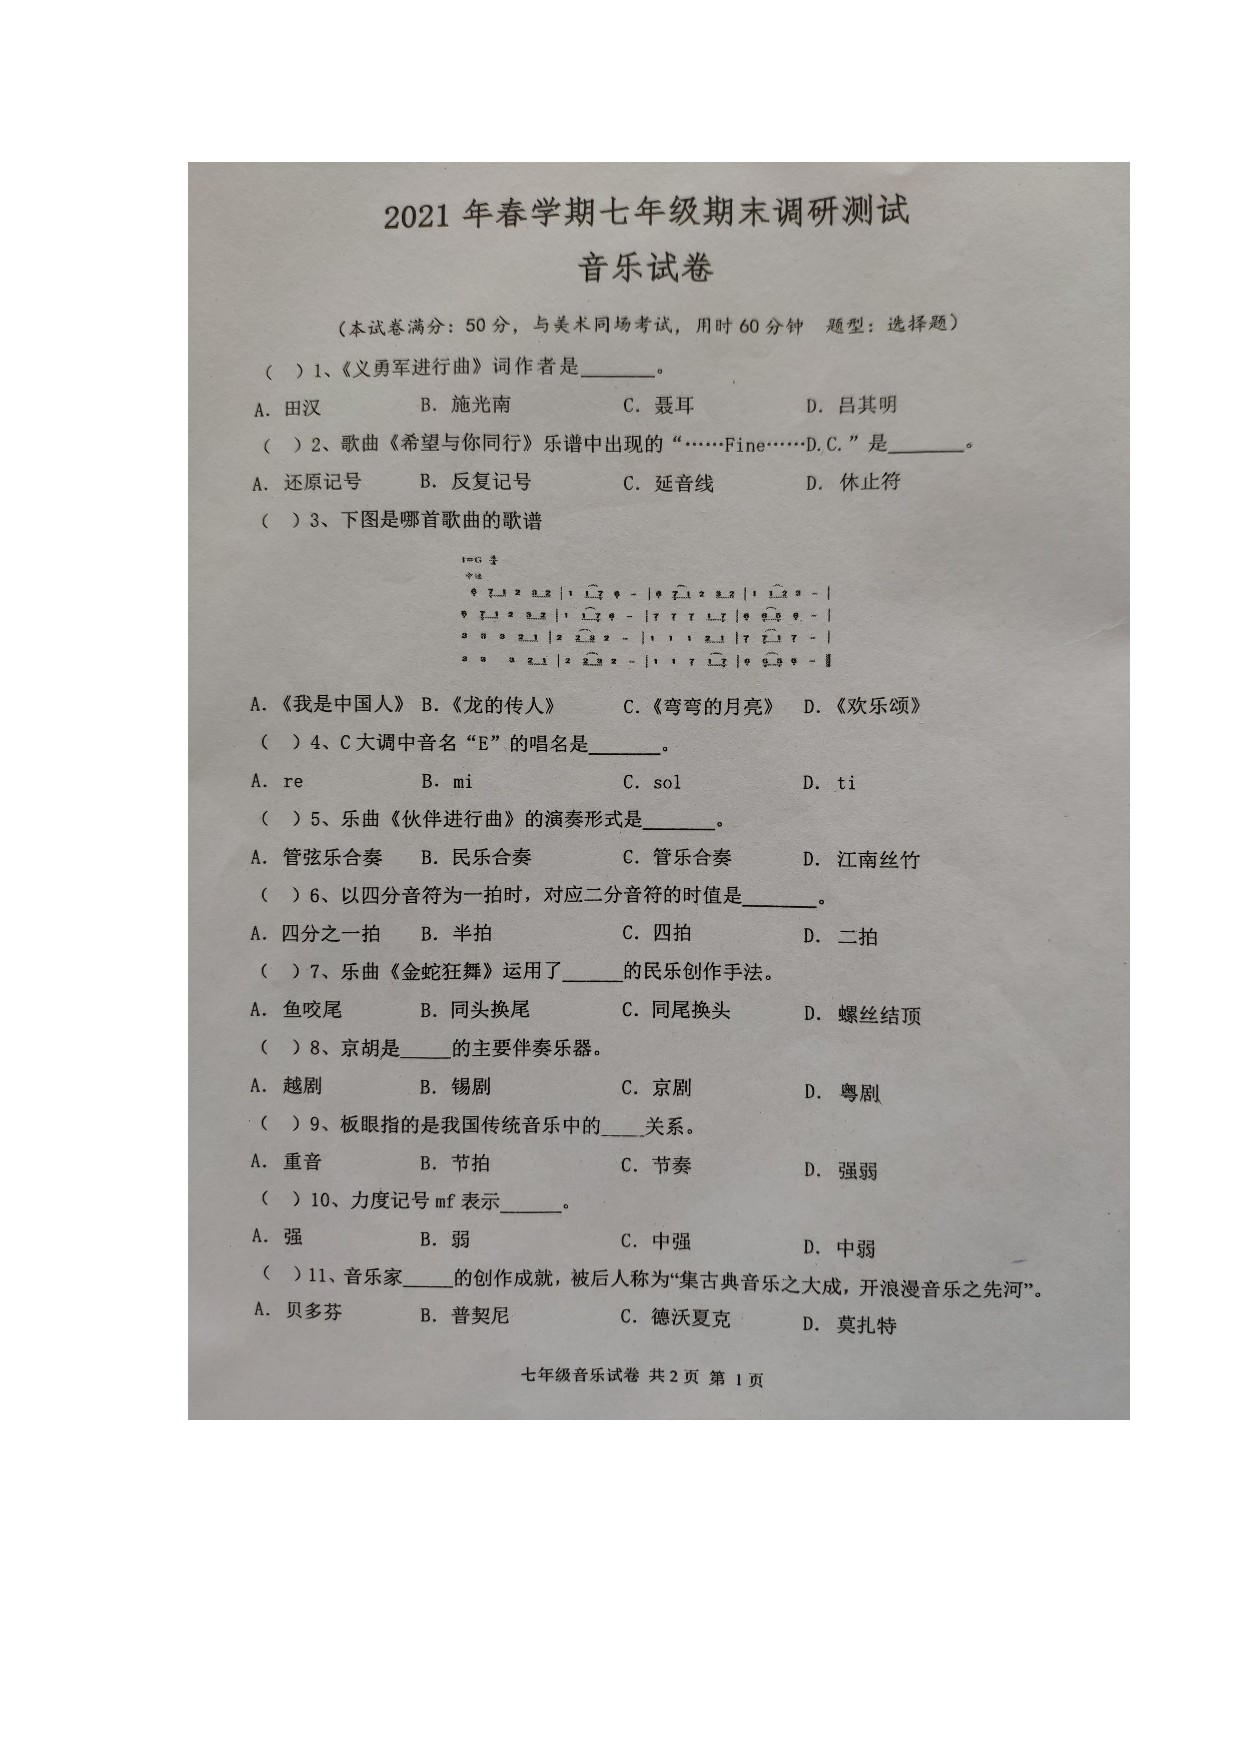 2021年春学期七年级期末调研测试
音乐试卷
（本试卷满分：50分，与美术同场考试，用时60分钟 题型：选择题）
（ ）1、《义勇军进行曲》词作者是_______。
A. 田汉 B. 施光南 C. 聂耳 D. 吕其明
（ ）2、歌曲《希望与你同行》乐谱中出现的“……Fine……D.C.”是_______。
A. 还原记号 B. 反复记号 C. 延音线 D. 休止符
（ ）3、下图是哪首歌曲的歌谱
1=G
A.《我是中国人》 B.《龙的传人》 C.《弯弯的月亮》 D.《欢乐颂》
（ ）4、C大调中音名“E”的唱名是_______。
A. re B. mi C. sol D. ti
（ ）5、乐曲《伙伴进行曲》的演奏形式是_______。
A. 管弦乐合奏 B. 民乐合奏 C. 管乐合奏 D. 江南丝竹
（ ）6、以四分音符为一拍时，对应二分音符的时值是_______。
A. 四分之一拍 B. 半拍 C. 四拍 D. 二拍
（ ）7、乐曲《金蛇狂舞》运用了______的民乐创作手法。
A. 鱼咬尾 B. 同头换尾 C. 同尾换头 D. 螺丝结顶
（ ）8、京胡是_____的主要伴奏乐器。
A. 越剧 B. 锡剧 C. 京剧 D. 粤剧
（ ）9、板眼指的是我国传统音乐中的____关系。
A. 重音 B. 节拍 C. 节奏 D. 强弱
（ ）10、力度记号mf表示______。
A. 强 B. 弱 C. 中强 D. 中弱
（ ）11、音乐家_____的创作成就，被后人称为“集古典音乐之大成，开浪漫音乐之先河”。
A. 贝多芬 B. 普契尼 C. 德沃夏克 D. 莫扎特
七年级音乐试卷 共2页 第 1页